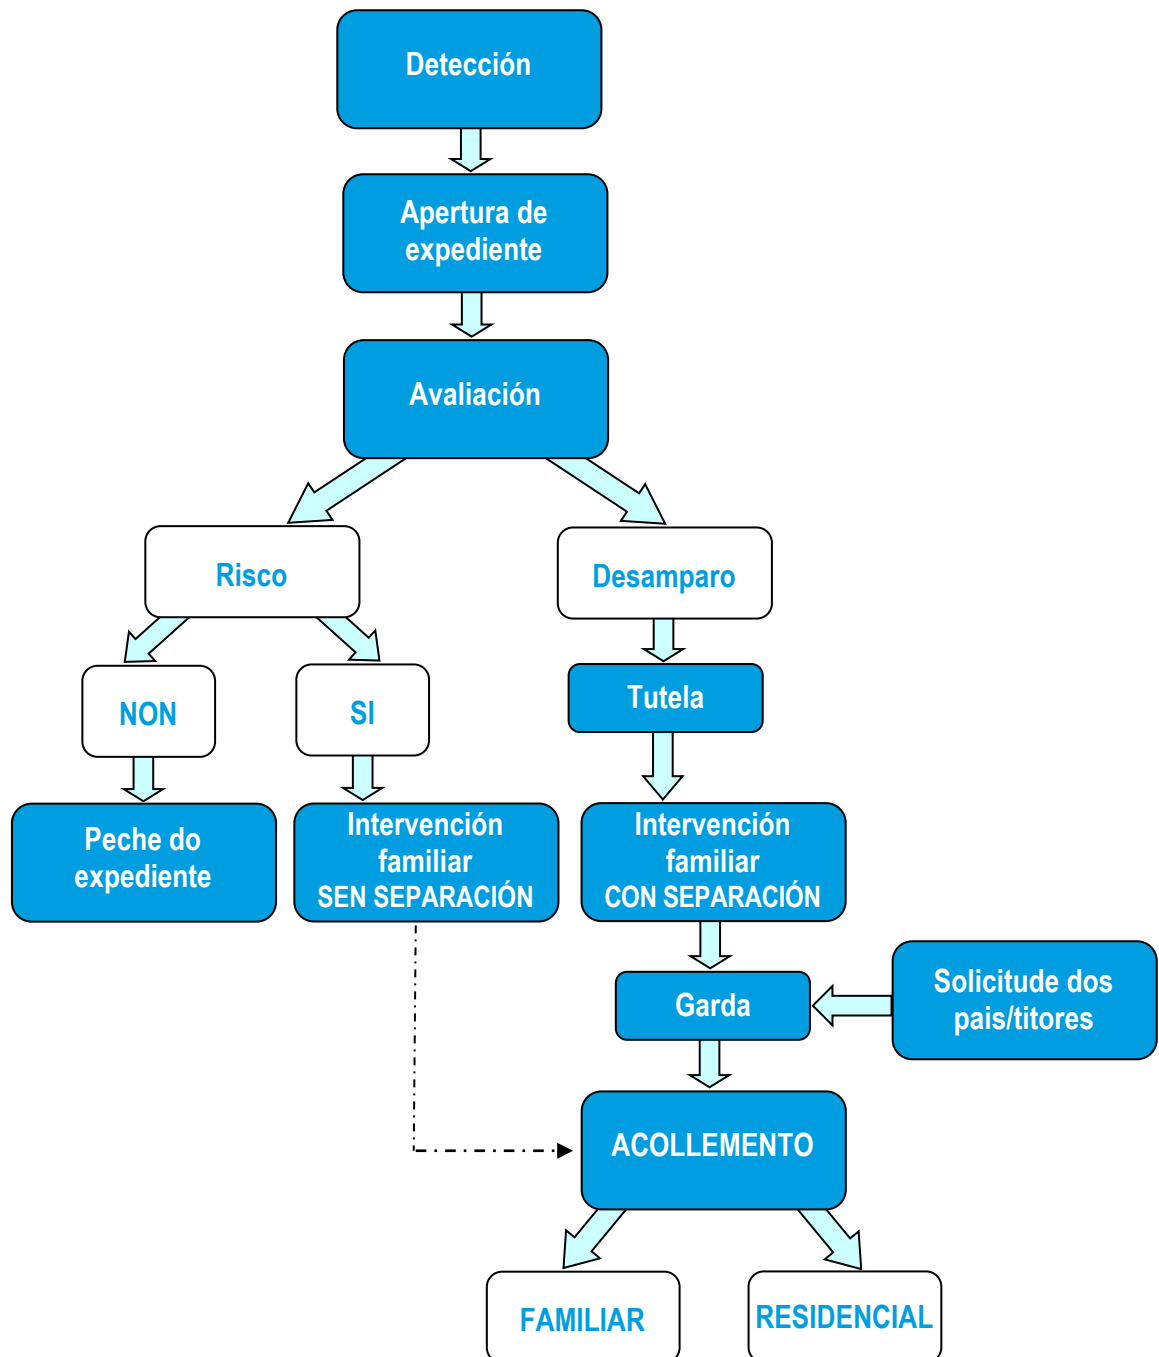 Detección
Apertura de
expediente
Avaliación
Risco
Desamparo
NON
SI
Tutela
Peche do
expediente
Intervención
familiar
SEN SEPARACIÓN
Intervención
familiar
CON SEPARACIÓN
Garda
Solicitude dos
pais/titores
ACOLLEMENTO
FAMILIAR
RESIDENCIAL